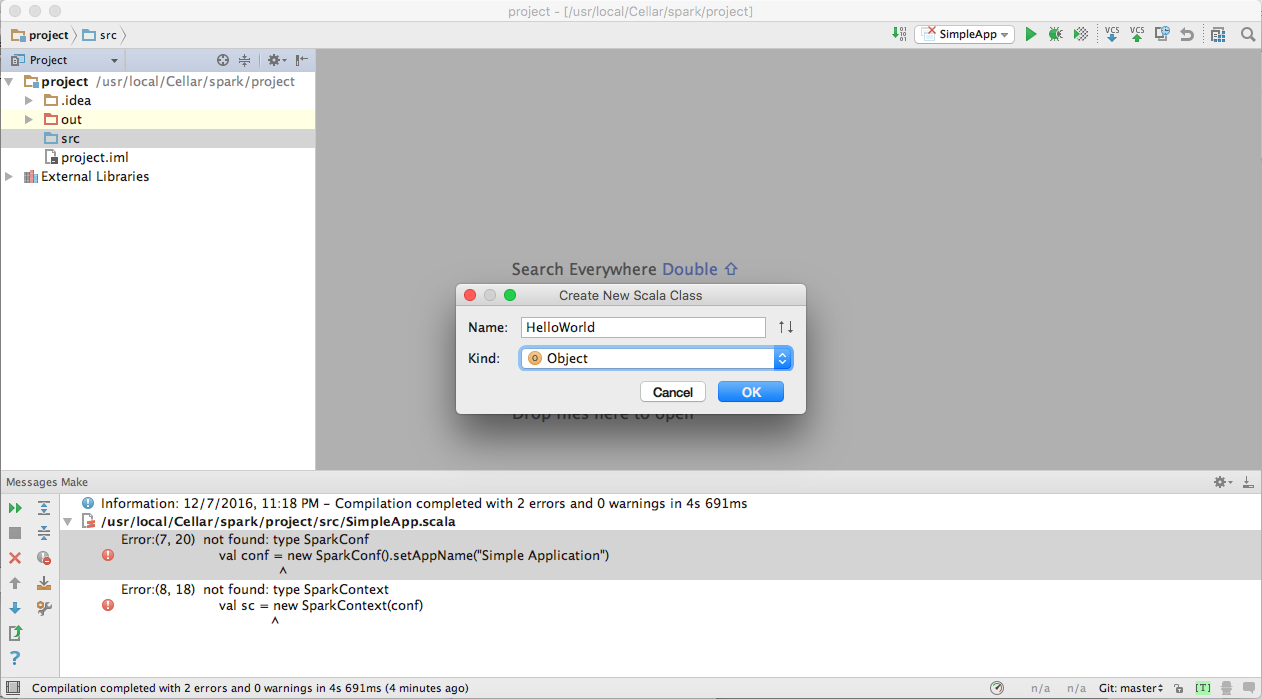 project - [/usr/local/Cellar/spark/project]
project src
SimpleApp
VCS VCS
Project
project /usr/local/Cellar/spark/project
.idea
out
src
project.iml
External Libraries
Search Everywhere Double ⇧
Create New Scala Class
Name: HelloWorld
Kind: O Object
Cancel OK
Drop files here to open
Messages Make
Information: 12/7/2016, 11:18 PM – Compilation completed with 2 errors and 0 warnings in 4s 691ms
/usr/local/Cellar/spark/project/src/SimpleApp.scala
Error:(7, 20) not found: type SparkConf
val conf = new SparkConf().setAppName("Simple Application")
^
Error:(8, 18) not found: type SparkContext
val sc = new SparkContext(conf)
^
Compilation completed with 2 errors and 0 warnings in 4s 691ms (4 minutes ago)
n/a n/a Git: master [T]